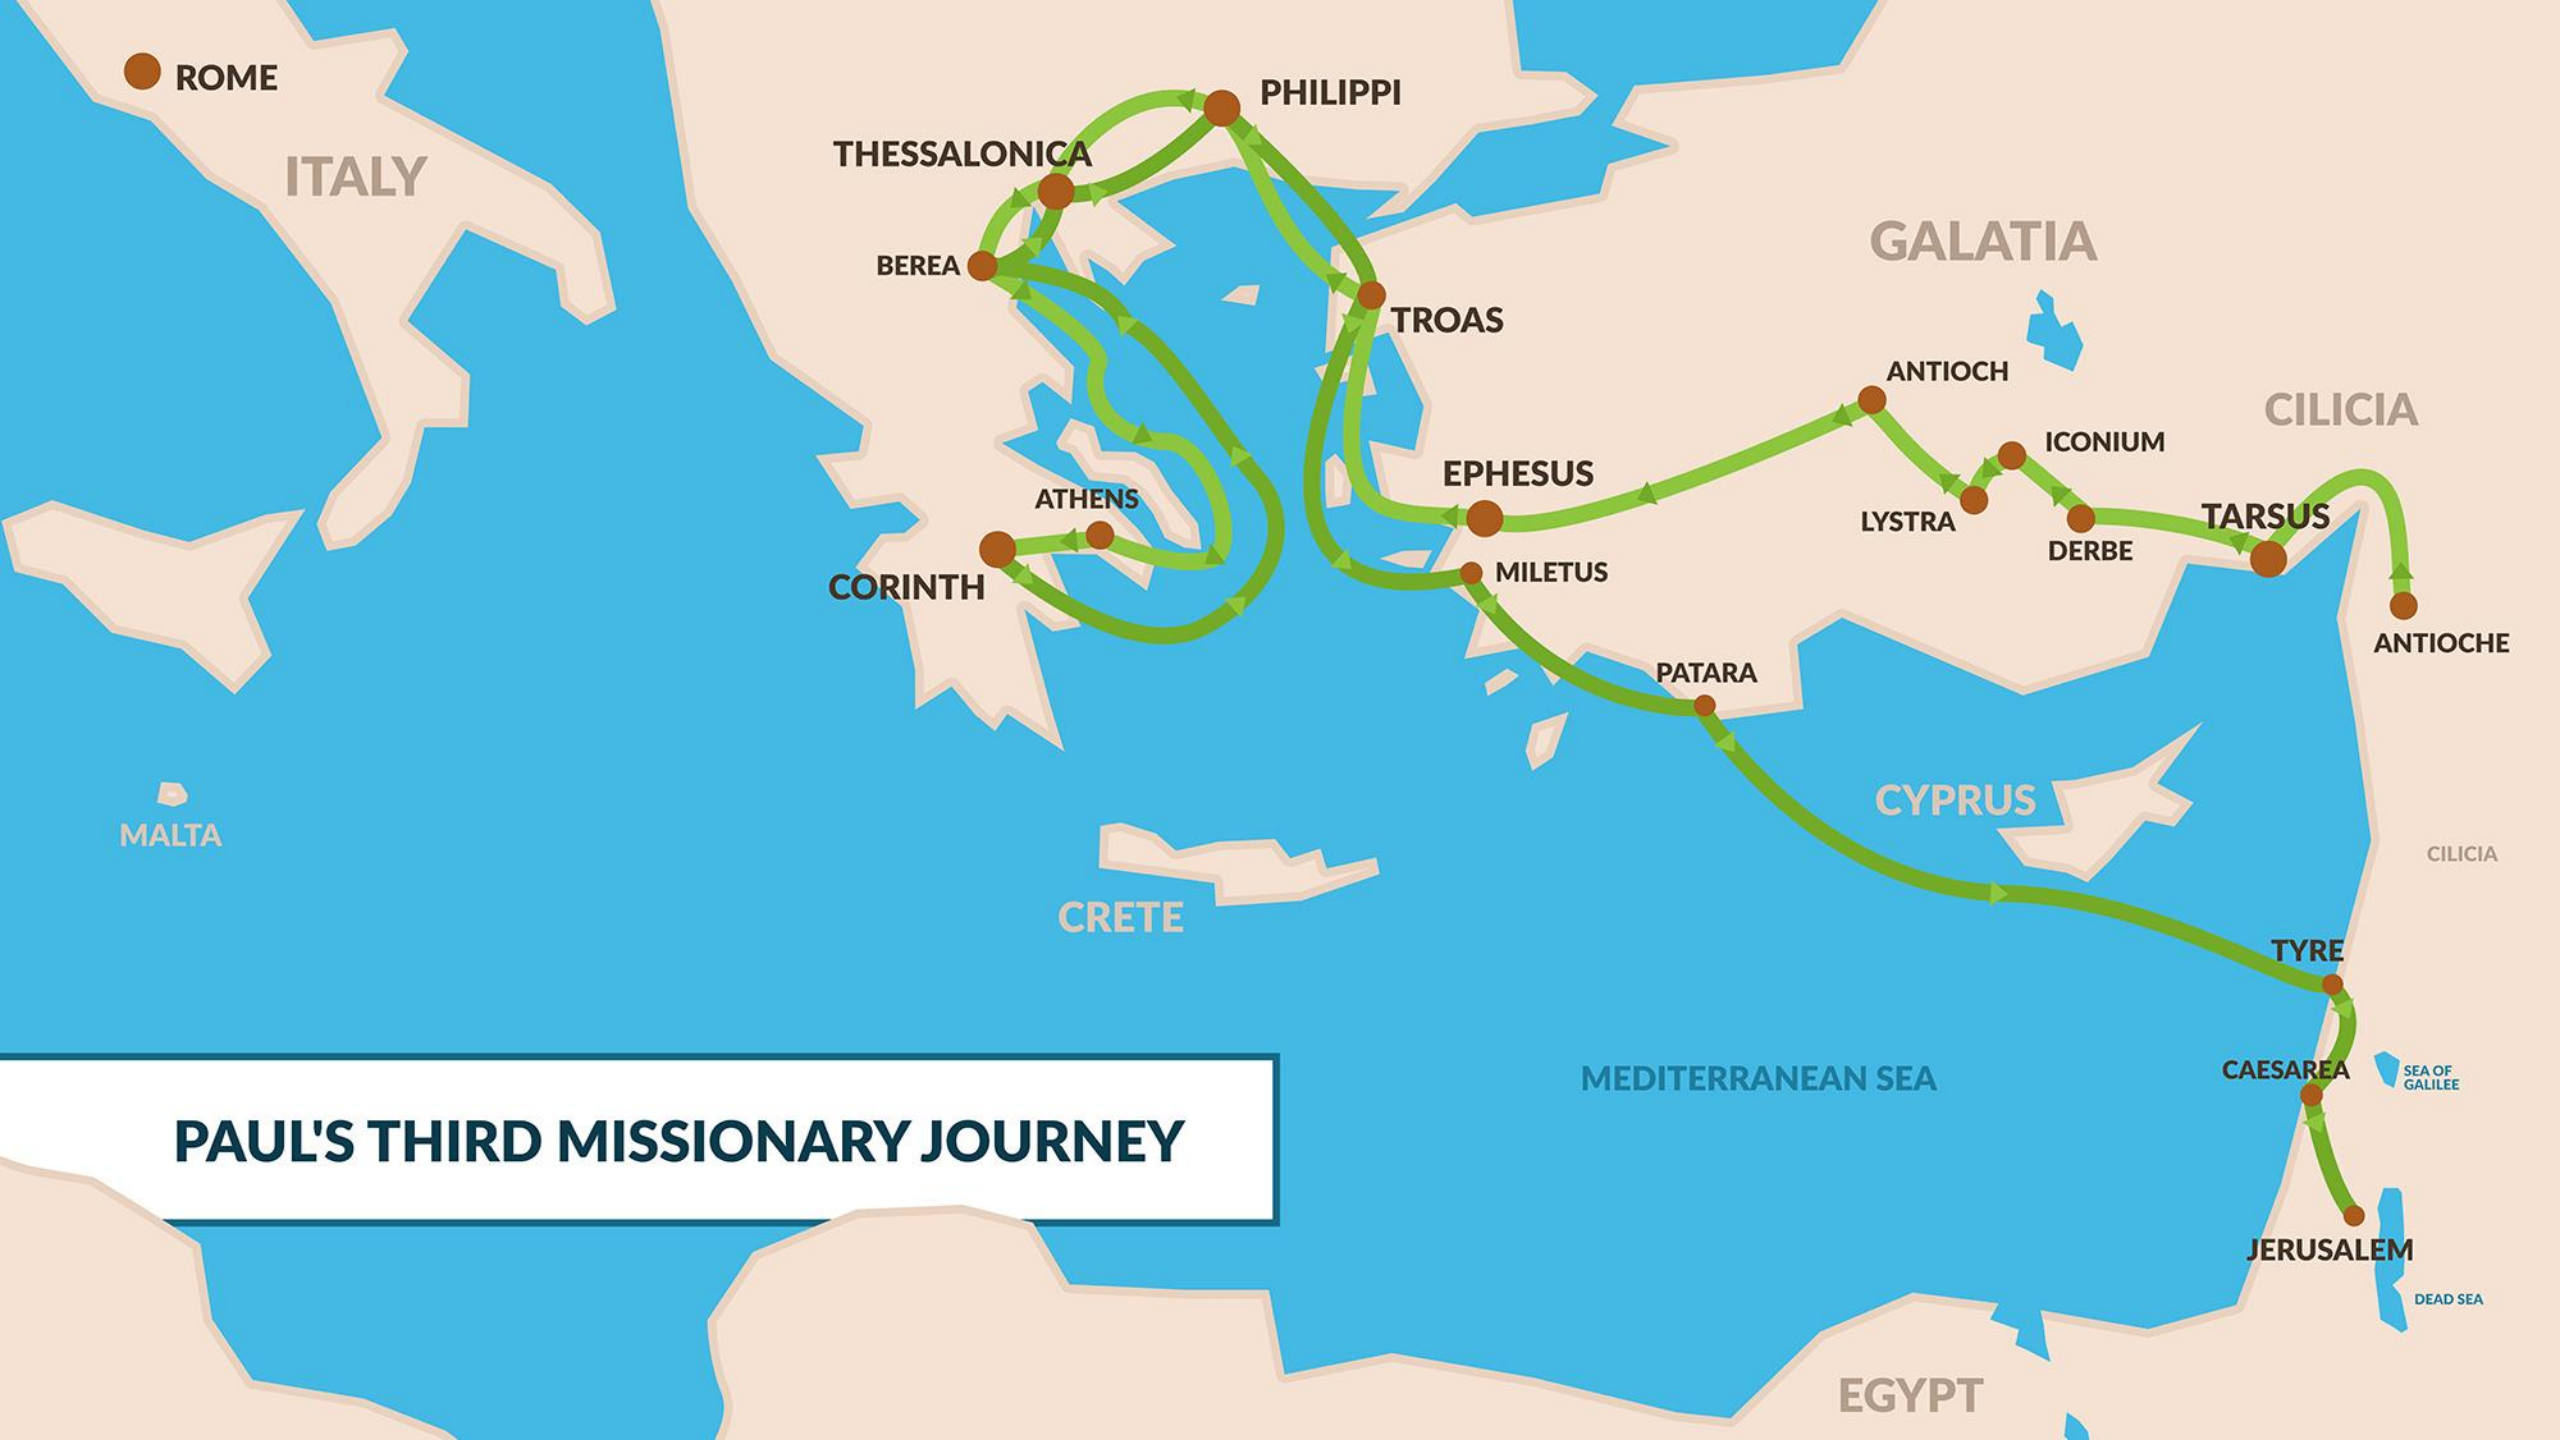 ROME
PHILIPPI
THESSALONICA
ITALY
GALATIA
BEREA
TROAS
ANTIOCH
CILICIA
ICONIUM
EPHESUS
ATHENS
LYSTRA
TARSUS
DERBE
MILETUS
CORINTH
ANTIOCHE
PATARA
CYPRUS
MALTA
CILICIA
CRETE
TYRE
MEDITERRANEAN SEA
CAESAREA
SEA OF
GALILEE
PAUL'S THIRD MISSIONARY JOURNEY
JERUSALEM
DEAD SEA
EGYPT